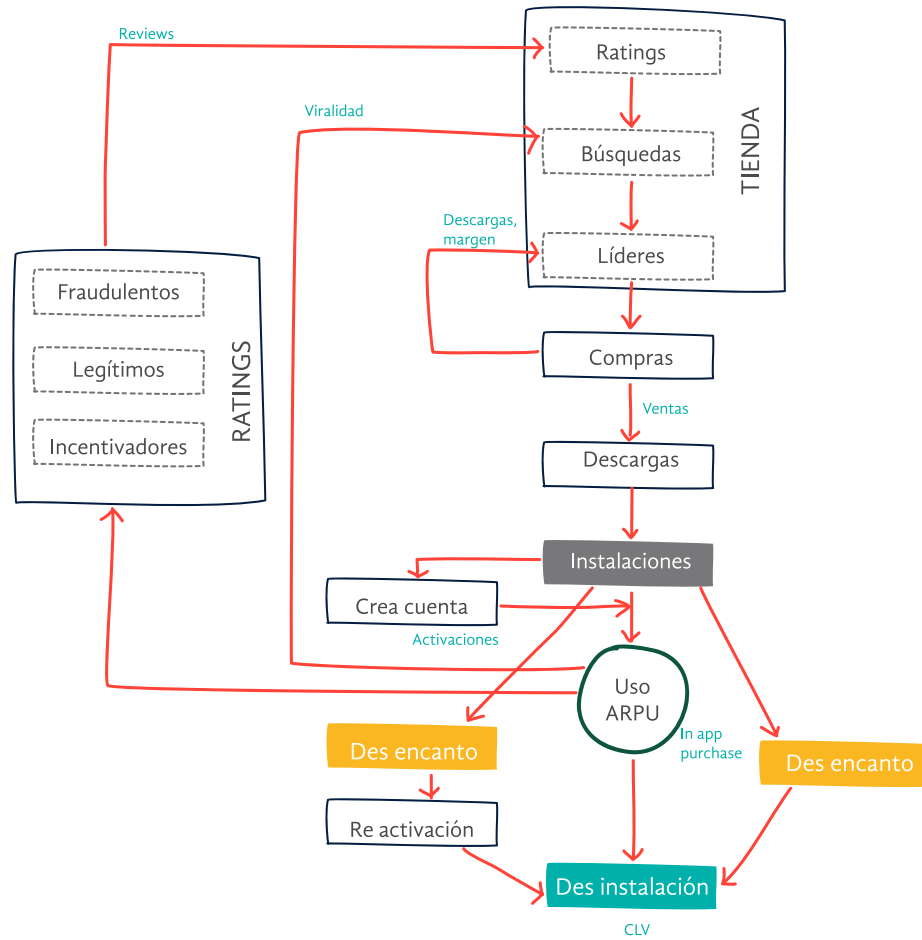 Reviews
Ratings
Viralidad
Búsquedas
TIENDA
Descargas,
margen
Líderes
Fraudulentos
Legítimos
Incentivadores
RATINGS
Compras
Ventas
Descargas
Instalaciones
Crea cuenta
Activaciones
Uso
ARPU
In app
purchase
Des encanto
Des encanto
Re activación
Des instalación
CLV